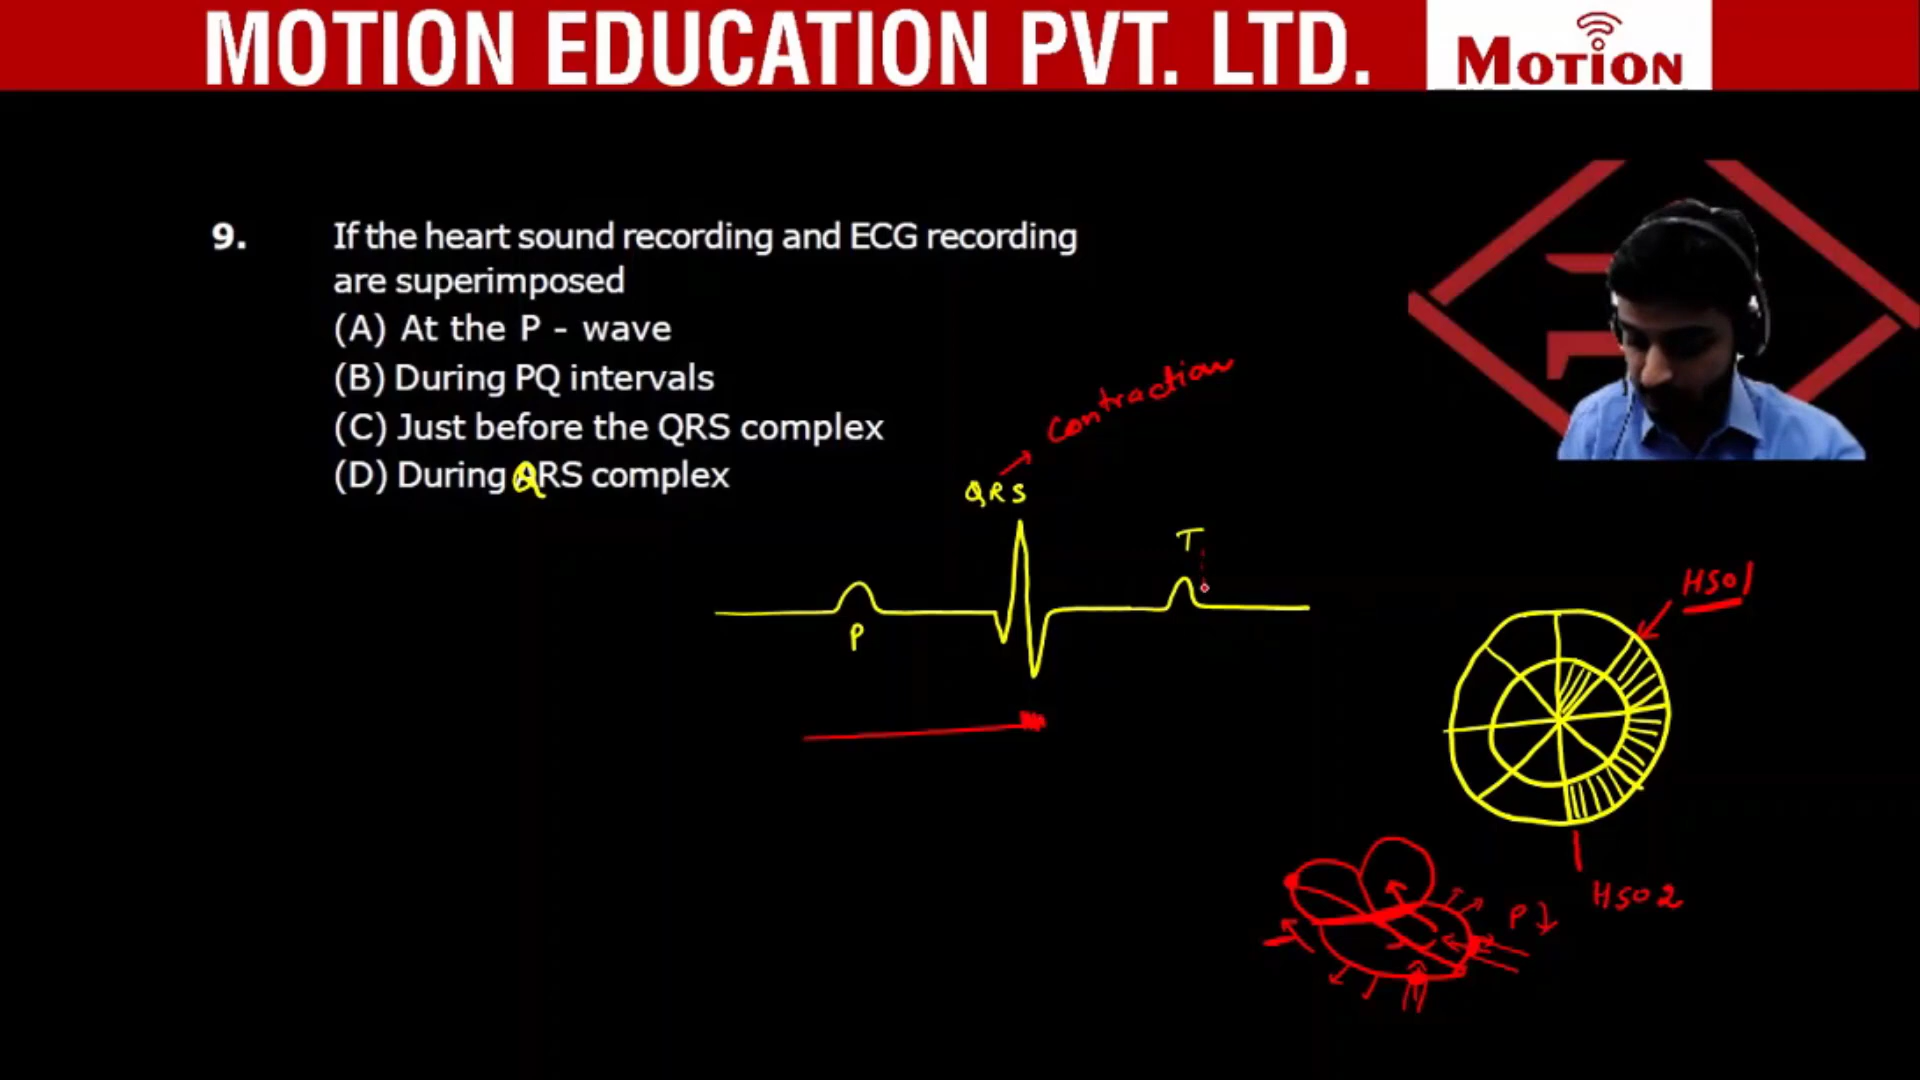 MOTION EDUCATION PVT. LTD.
MOTION
9. If the heart sound recording and ECG recording
are superimposed
(A) At the P - wave
(B) During PQ intervals
(C) Just before the QRS complex
(D) During QRS complex
contraction
QRS
T
P
HS01
HS02
P↓